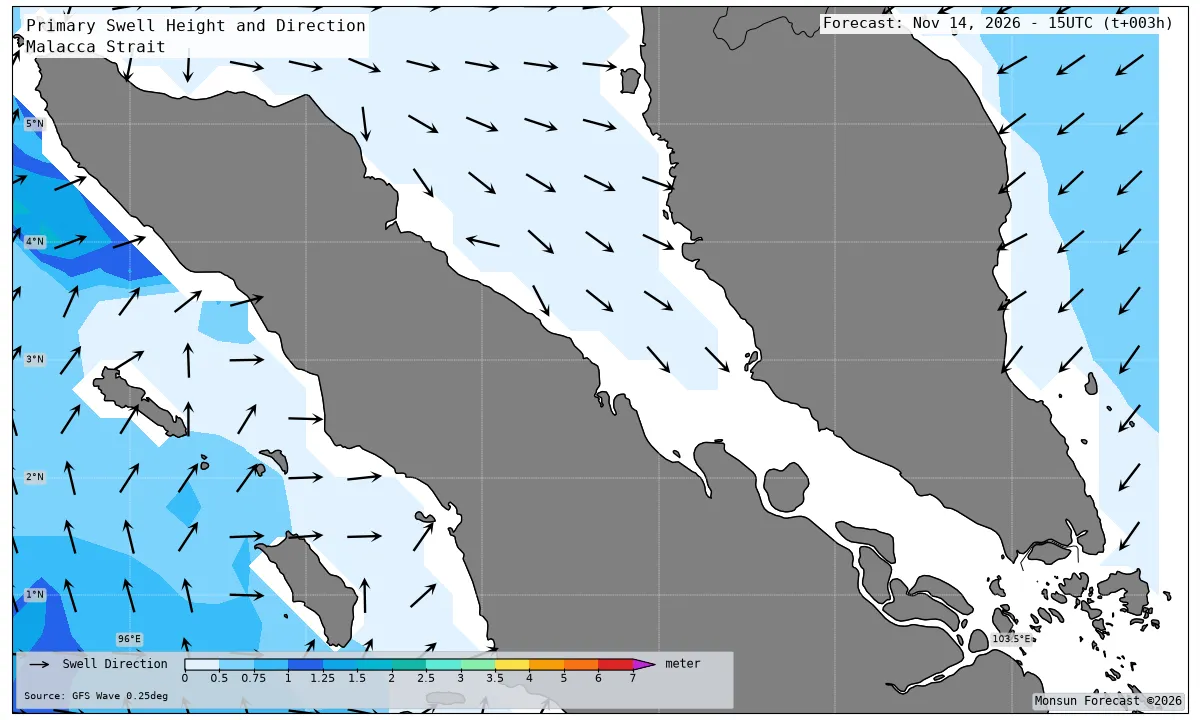 Primary Swell Height and Direction
Malacca Strait
Forecast: Nov 14, 2026 - 15UTC (t+003h)
5°N
4°N
3°N
2°N
1°N
96°E
103.5°E
Swell Direction
0 0.5 0.75 1 1.25 1.5 2 2.5 3 3.5 4 5 6 7
meter
Source: GFS Wave 0.25deg
Monsun Forecast ©2026